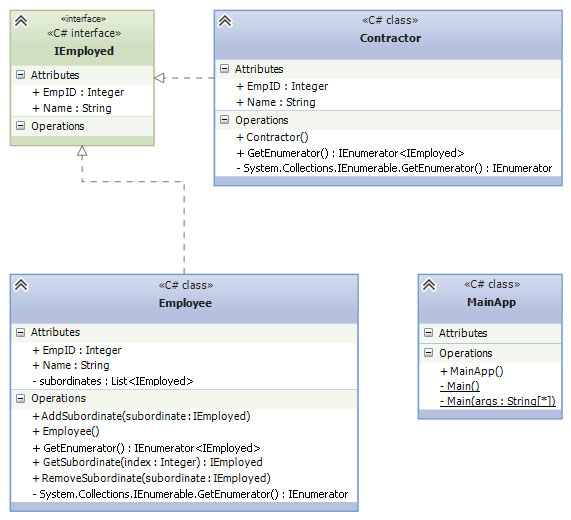 «interface»
«C# interface»
IEmployed
Attributes
+ EmpID : Integer
+ Name : String
Operations
«C# class»
Contractor
Attributes
+ EmpID : Integer
+ Name : String
Operations
+ Contractor()
+ GetEnumerator() : IEnumerator<IEmployed>
- System.Collections.IEnumerable.GetEnumerator() : IEnumerator
«C# class»
Employee
Attributes
+ EmpID : Integer
+ Name : String
- subordinates : List<IEmployed>
Operations
+ AddSubordinate(subordinate:IEmployed)
+ Employee()
+ GetEnumerator() : IEnumerator<IEmployed>
+ GetSubordinate(index : Integer) : IEmployed
+ RemoveSubordinate(subordinate:IEmployed)
- System.Collections.IEnumerable.GetEnumerator() : IEnumerator
«C# class»
MainApp
Attributes
Operations
+ MainApp()
- Main()
- Main(args : String[*])